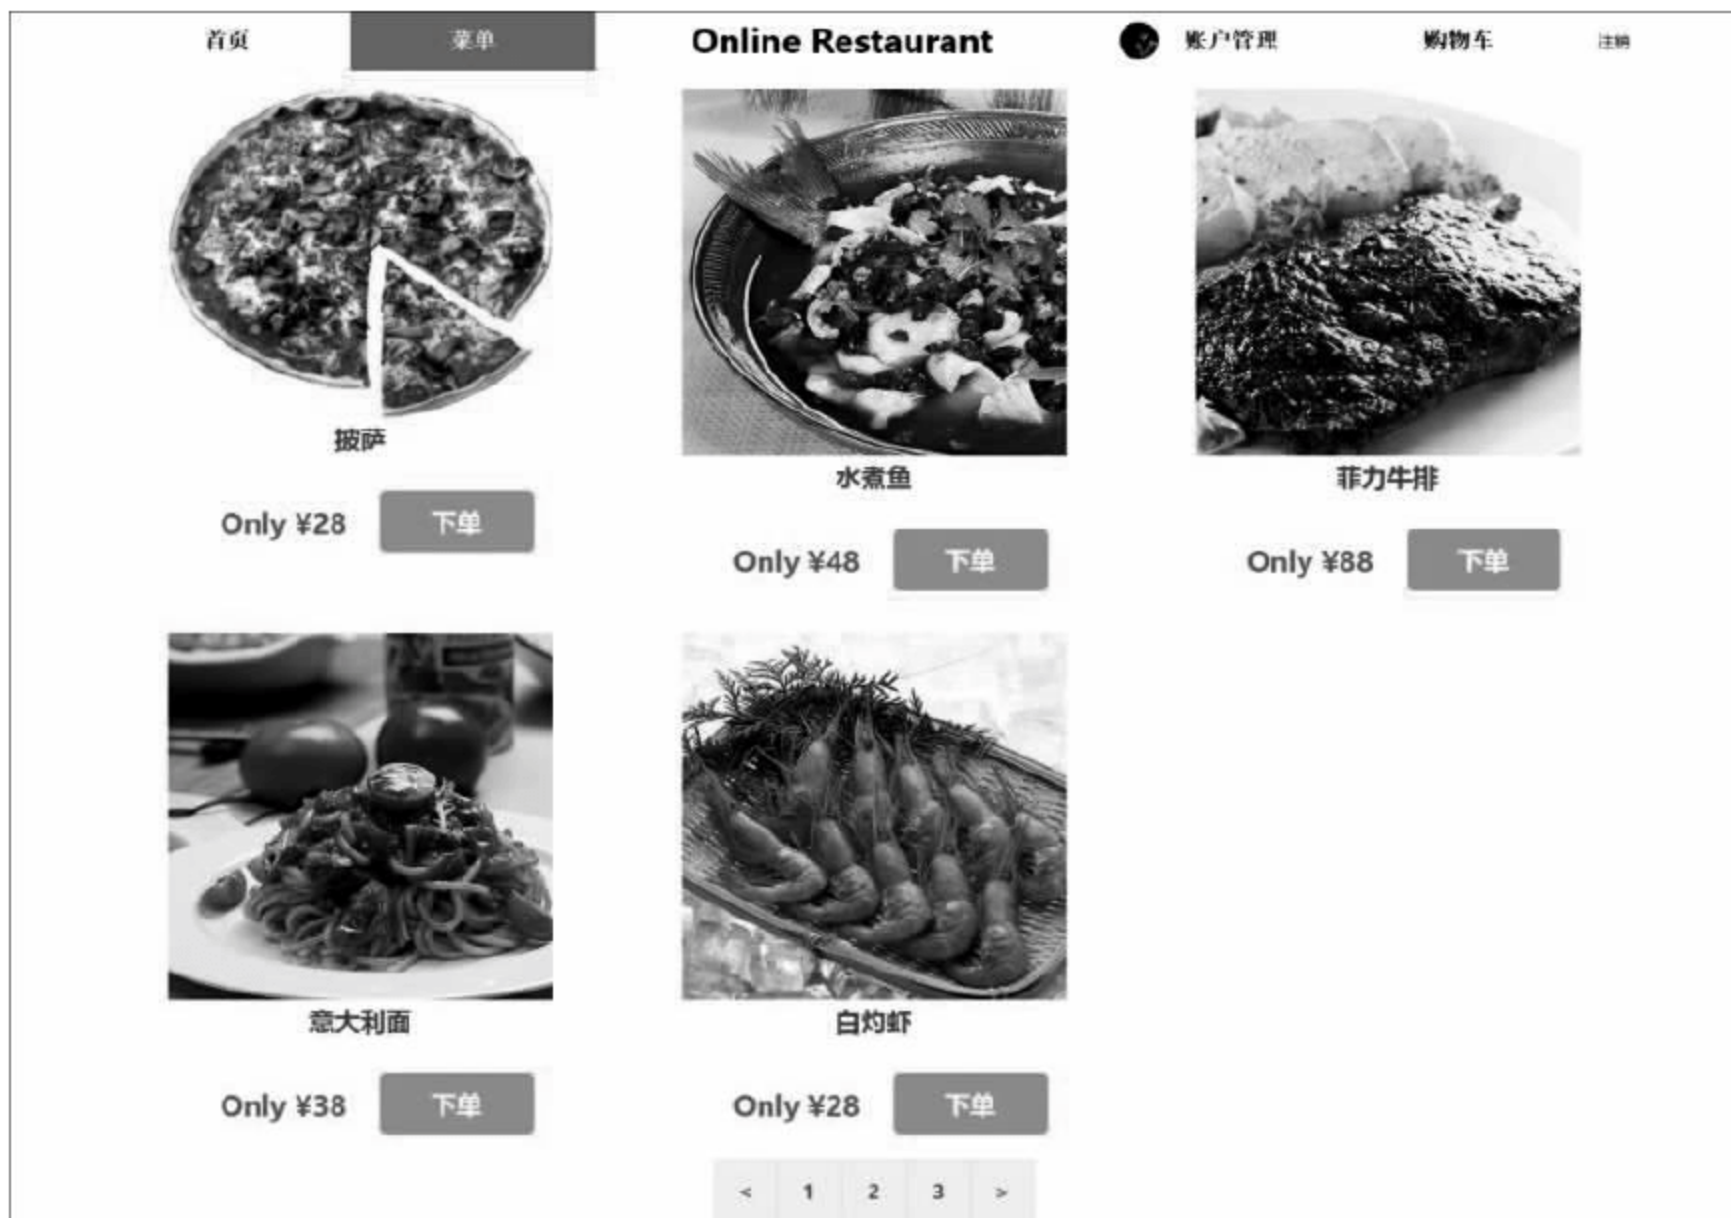 首页
菜单
Online Restaurant
账户管理
购物车
注销
披萨
Only ¥28
下单
水煮鱼
Only ¥48
下单
菲力牛排
Only ¥88
下单
意大利面
Only ¥38
下单
白灼虾
Only ¥28
下单
< 1 2 3 >